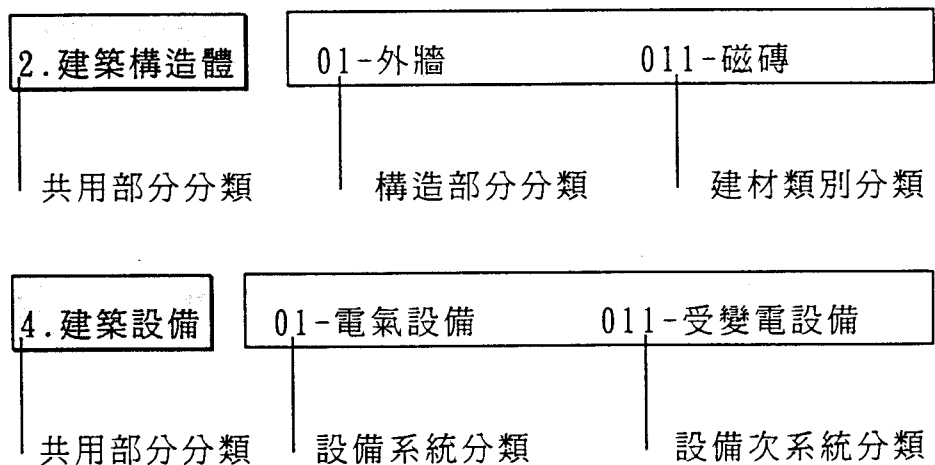 2.建築構造體 01-外牆 011-磁磚
共用部分分類 構造部分分類 建材類別分類
4.建築設備 01-電氣設備 011-受變電設備
共用部分分類 設備系統分類 設備次系統分類